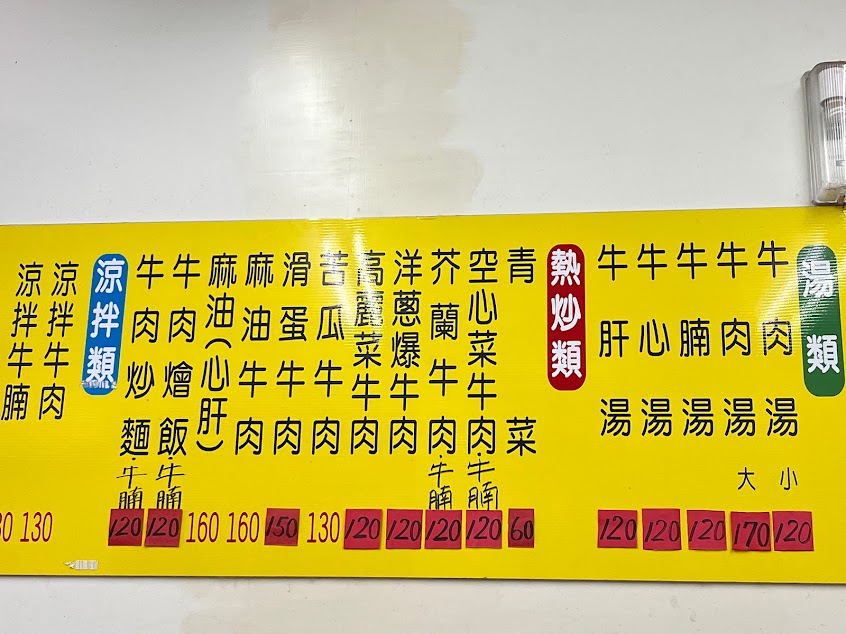 湯類
牛肉湯 小 120
牛肉湯 大 170
牛腩湯 120
牛心湯 120
牛肝湯 120
熱炒類
青菜 60
空心菜牛肉·牛腩 120
芥蘭牛肉·牛腩 120
洋蔥爆牛肉 120
高麗菜牛肉 120
苦瓜牛肉 130
滑蛋牛肉 150
麻油牛肉 160
麻油(心肝) 160
牛肉燴飯·牛腩 120
牛肉炒麵·牛腩 120
涼拌類
涼拌牛肉 130
涼拌牛腩